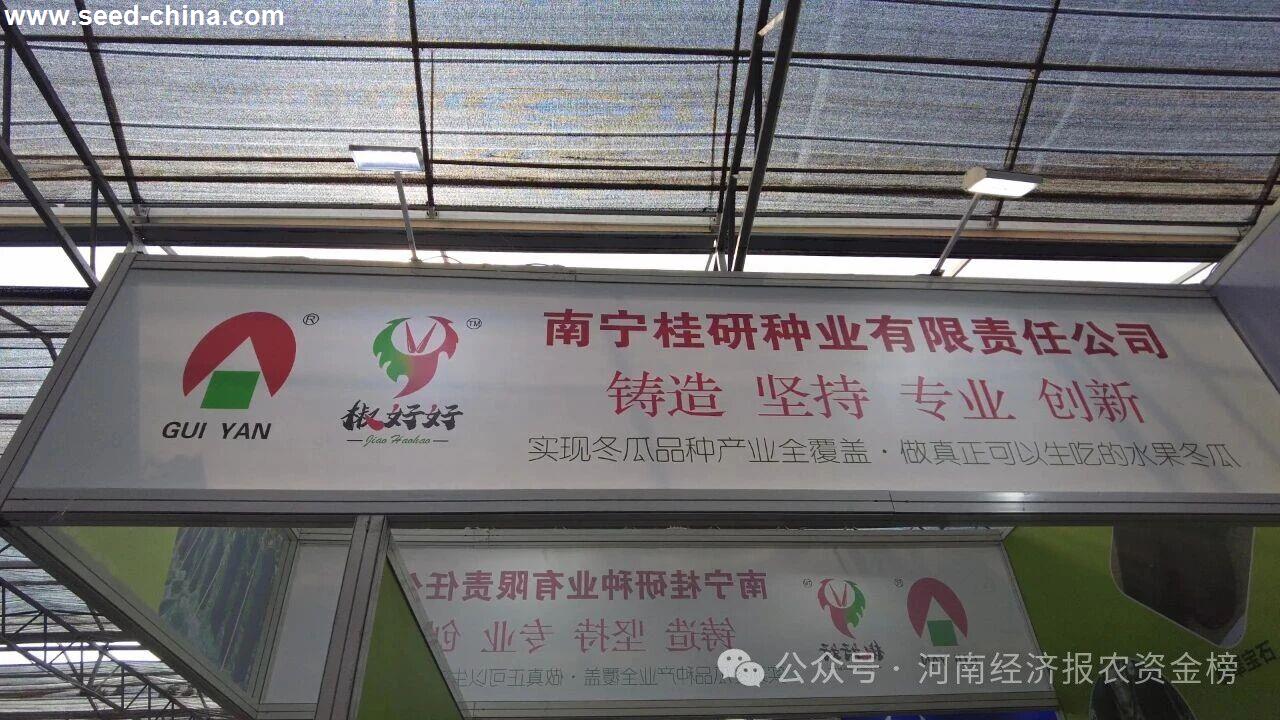 www.seed-china.com
南宁桂研种业有限责任公司
铸造 坚持 专业 创新
实现冬瓜品种产业全覆盖·做真正可以生吃的水果冬瓜
®
GUI YAN
TM
椒好好
Jiao Haohao
南宁桂研种业有限责任
铸造 坚持 专业 创
公众号·河南经济报农资金榜